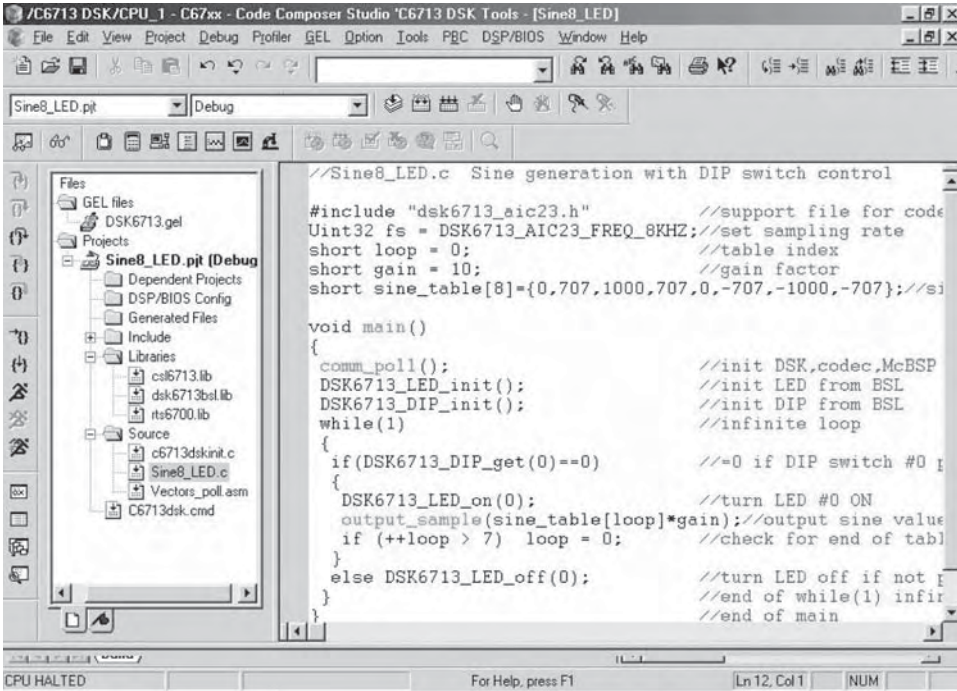 /C6713 DSK/CPU_1 - C67xx - Code Composer Studio 'C6713 DSK Tools - [Sine8_LED]
File Edit View Project Debug Profiler GEL Option Tools PBC DSP/BIOS Window Help
Sine8_LED.pjt Debug
Files
GEL files
DSK6713.gel
Projects
Sine8_LED.pjt (Debug
Dependent Projects
DSP/BIOS Config
Generated Files
Include
Libraries
csl6713.lib
dsk6713bsl.lib
rts6700.lib
Source
c6713dskinit.c
Sine8_LED.c
Vectors_poll.asm
C6713dsk.cmd
//Sine8_LED.c Sine generation with DIP switch control
#include "dsk6713_aic23.h" //support file for code
Uint32 fs = DSK6713_AIC23_FREQ_8KHZ;//set sampling rate
short loop = 0; //table index
short gain = 10; //gain factor
short sine_table[8]={0,707,1000,707,0,-707,-1000,-707};//si
void main()
{
comm_poll(); //init DSK,codec,McBSP
DSK6713_LED_init(); //init LED from BSL
DSK6713_DIP_init(); //init DIP from BSL
while(1) //infinite loop
{
if(DSK6713_DIP_get(0)==0) //=0 if DIP switch #0 p
{
DSK6713_LED_on(0); //turn LED #0 ON
output_sample(sine_table[loop]*gain);//output sine value
if (++loop > 7) loop = 0; //check for end of tabl
}
else DSK6713_LED_off(0); //turn LED off if not p
} //end of while(1) infin
} //end of main
CPU HALTED For Help, press F1 Ln 12, Col 1 NUM